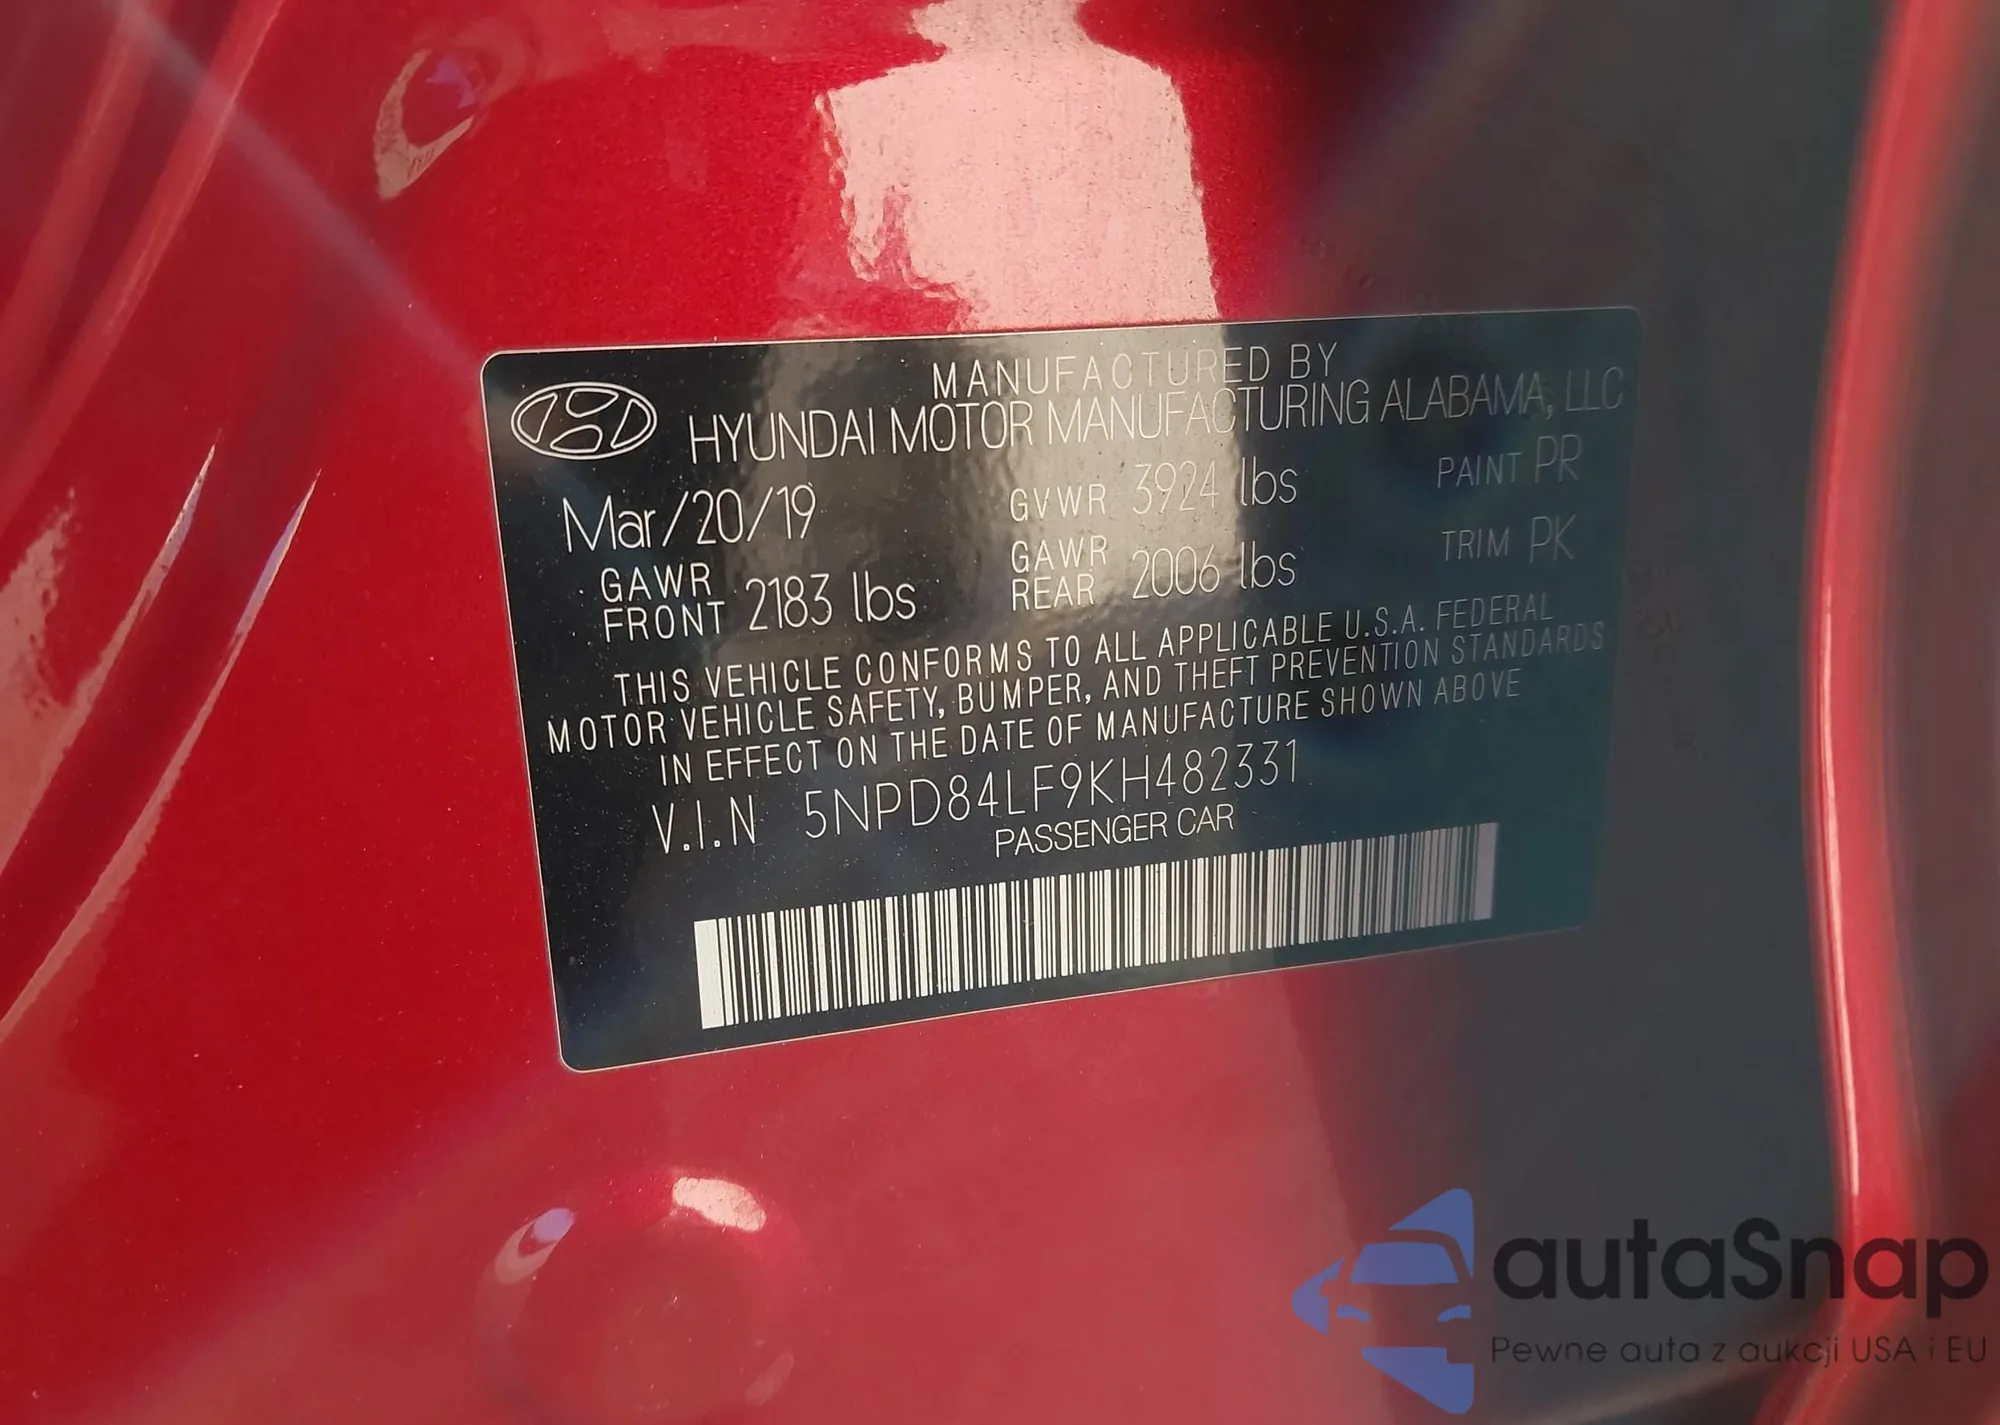 MANUFACTURED BY
HYUNDAI MOTOR MANUFACTURING ALABAMA, LLC
Mar/20/19 GVWR 3924 lbs PAINT PR
GAWR FRONT 2183 lbs GAWR REAR 2006 lbs TRIM PK
THIS VEHICLE CONFORMS TO ALL APPLICABLE U.S.A. FEDERAL
MOTOR VEHICLE SAFETY, BUMPER, AND THEFT PREVENTION STANDARDS
IN EFFECT ON THE DATE OF MANUFACTURE SHOWN ABOVE
V.I.N 5NPD84LF9KH482331
PASSENGER CAR
autaSnap
Pewne auta z aukcji USA i EU